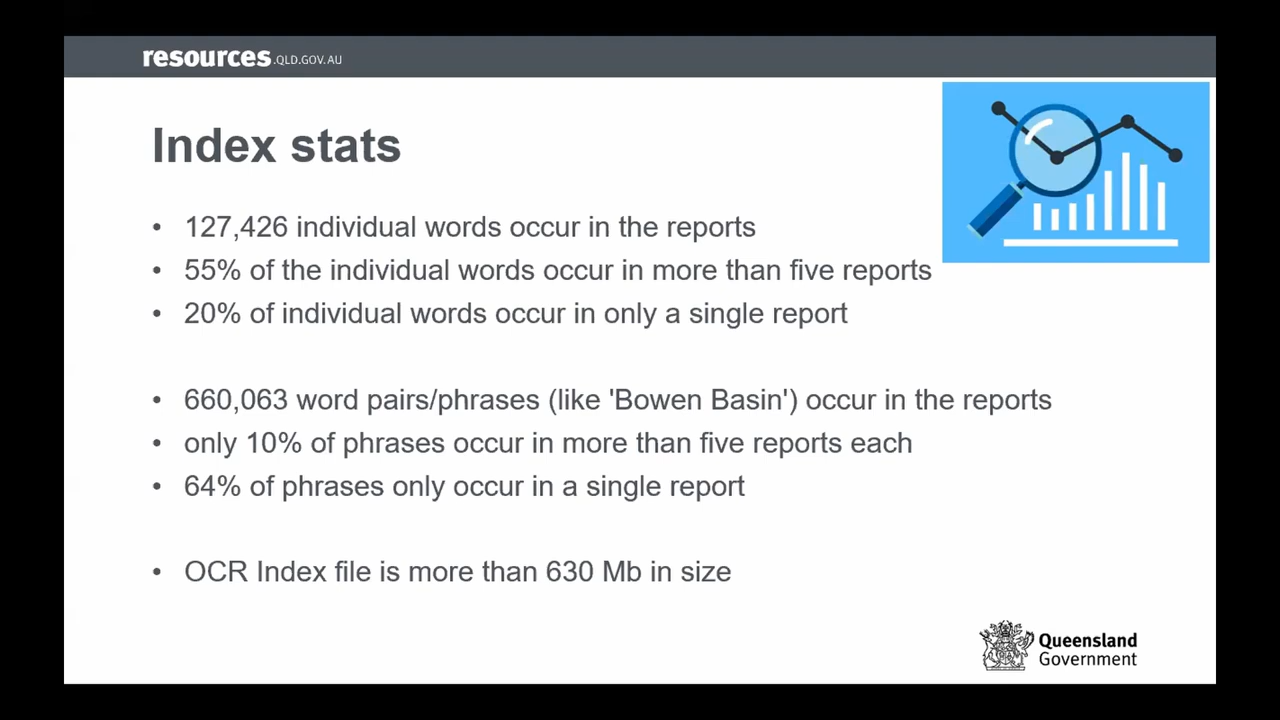 resources.QLD.GOV.AU
Index stats
• 127,426 individual words occur in the reports
• 55% of the individual words occur in more than five reports
• 20% of individual words occur in only a single report
• 660,063 word pairs/phrases (like 'Bowen Basin') occur in the reports
• only 10% of phrases occur in more than five reports each
• 64% of phrases only occur in a single report
• OCR Index file is more than 630 Mb in size
Queensland
Government